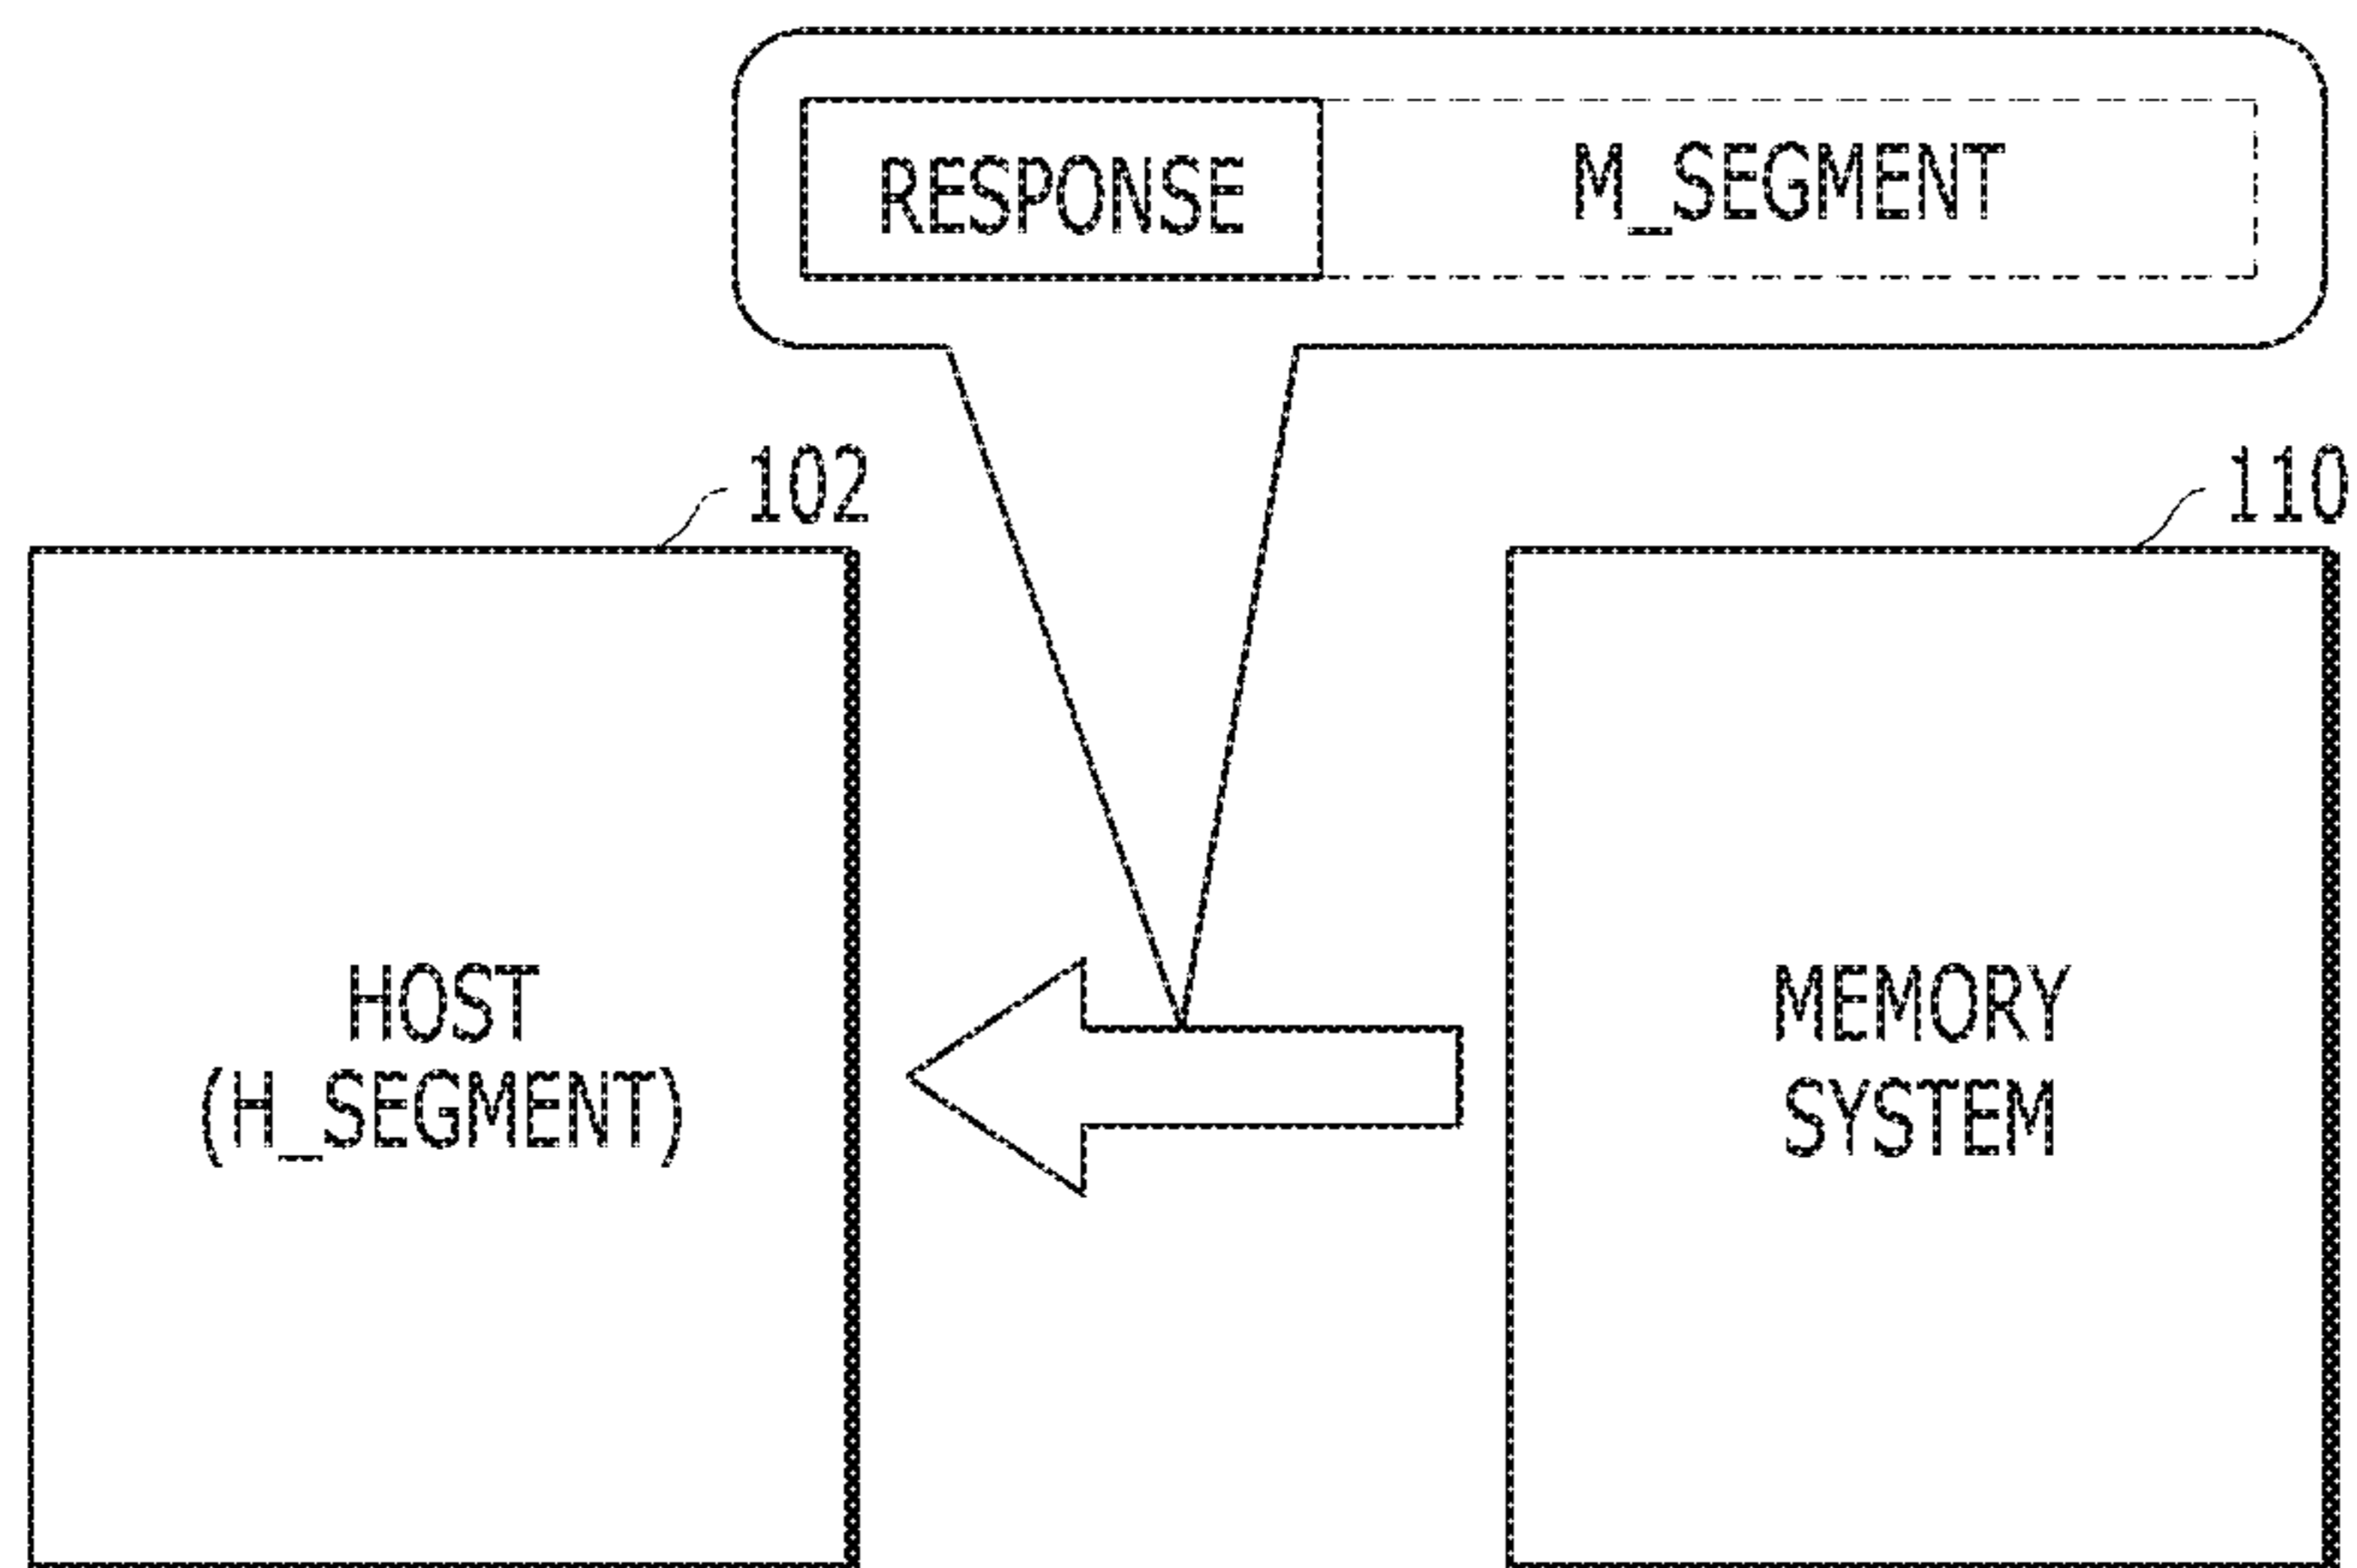 RESPONSE M_SEGMENT
102 110
HOST
(H_SEGMENT)
MEMORY
SYSTEM